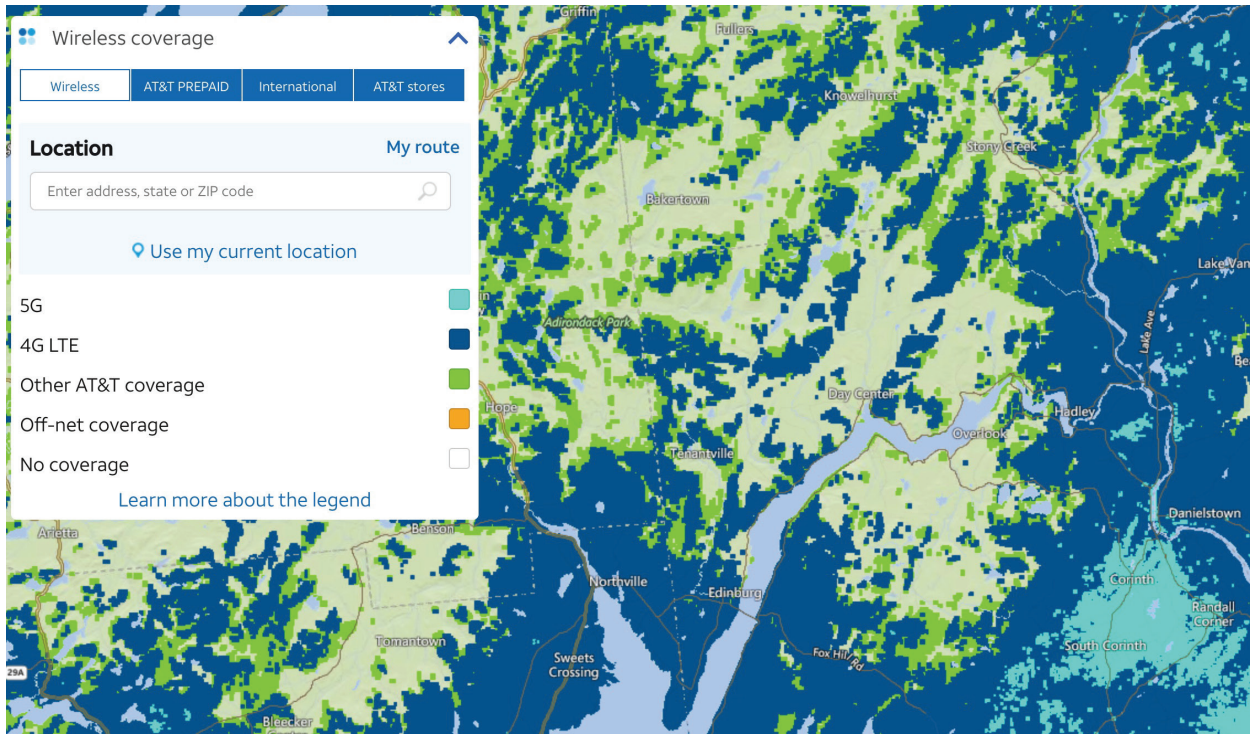 Wireless coverage
Wireless
AT&T PREPAID
International
AT&T stores
Location
My route
Enter address, state or ZIP code
Use my current location
5G
4G LTE
Other AT&T coverage
Off-net coverage
No coverage
Learn more about the legend
Griffin
Fullers
Knowelhurst
Stony Creek
Bakertown
Lake Van
Adirondack Park
Lake Ave
Day Center
Hope
Hadley
Overlook
Tenantville
Danielstown
Arietta
Benson
Northville
Edinburg
Corinth
Randall
Corner
Tomantown
South Corinth
Sweets
Crossing
Fox Hill Rd
29A
Bleecker